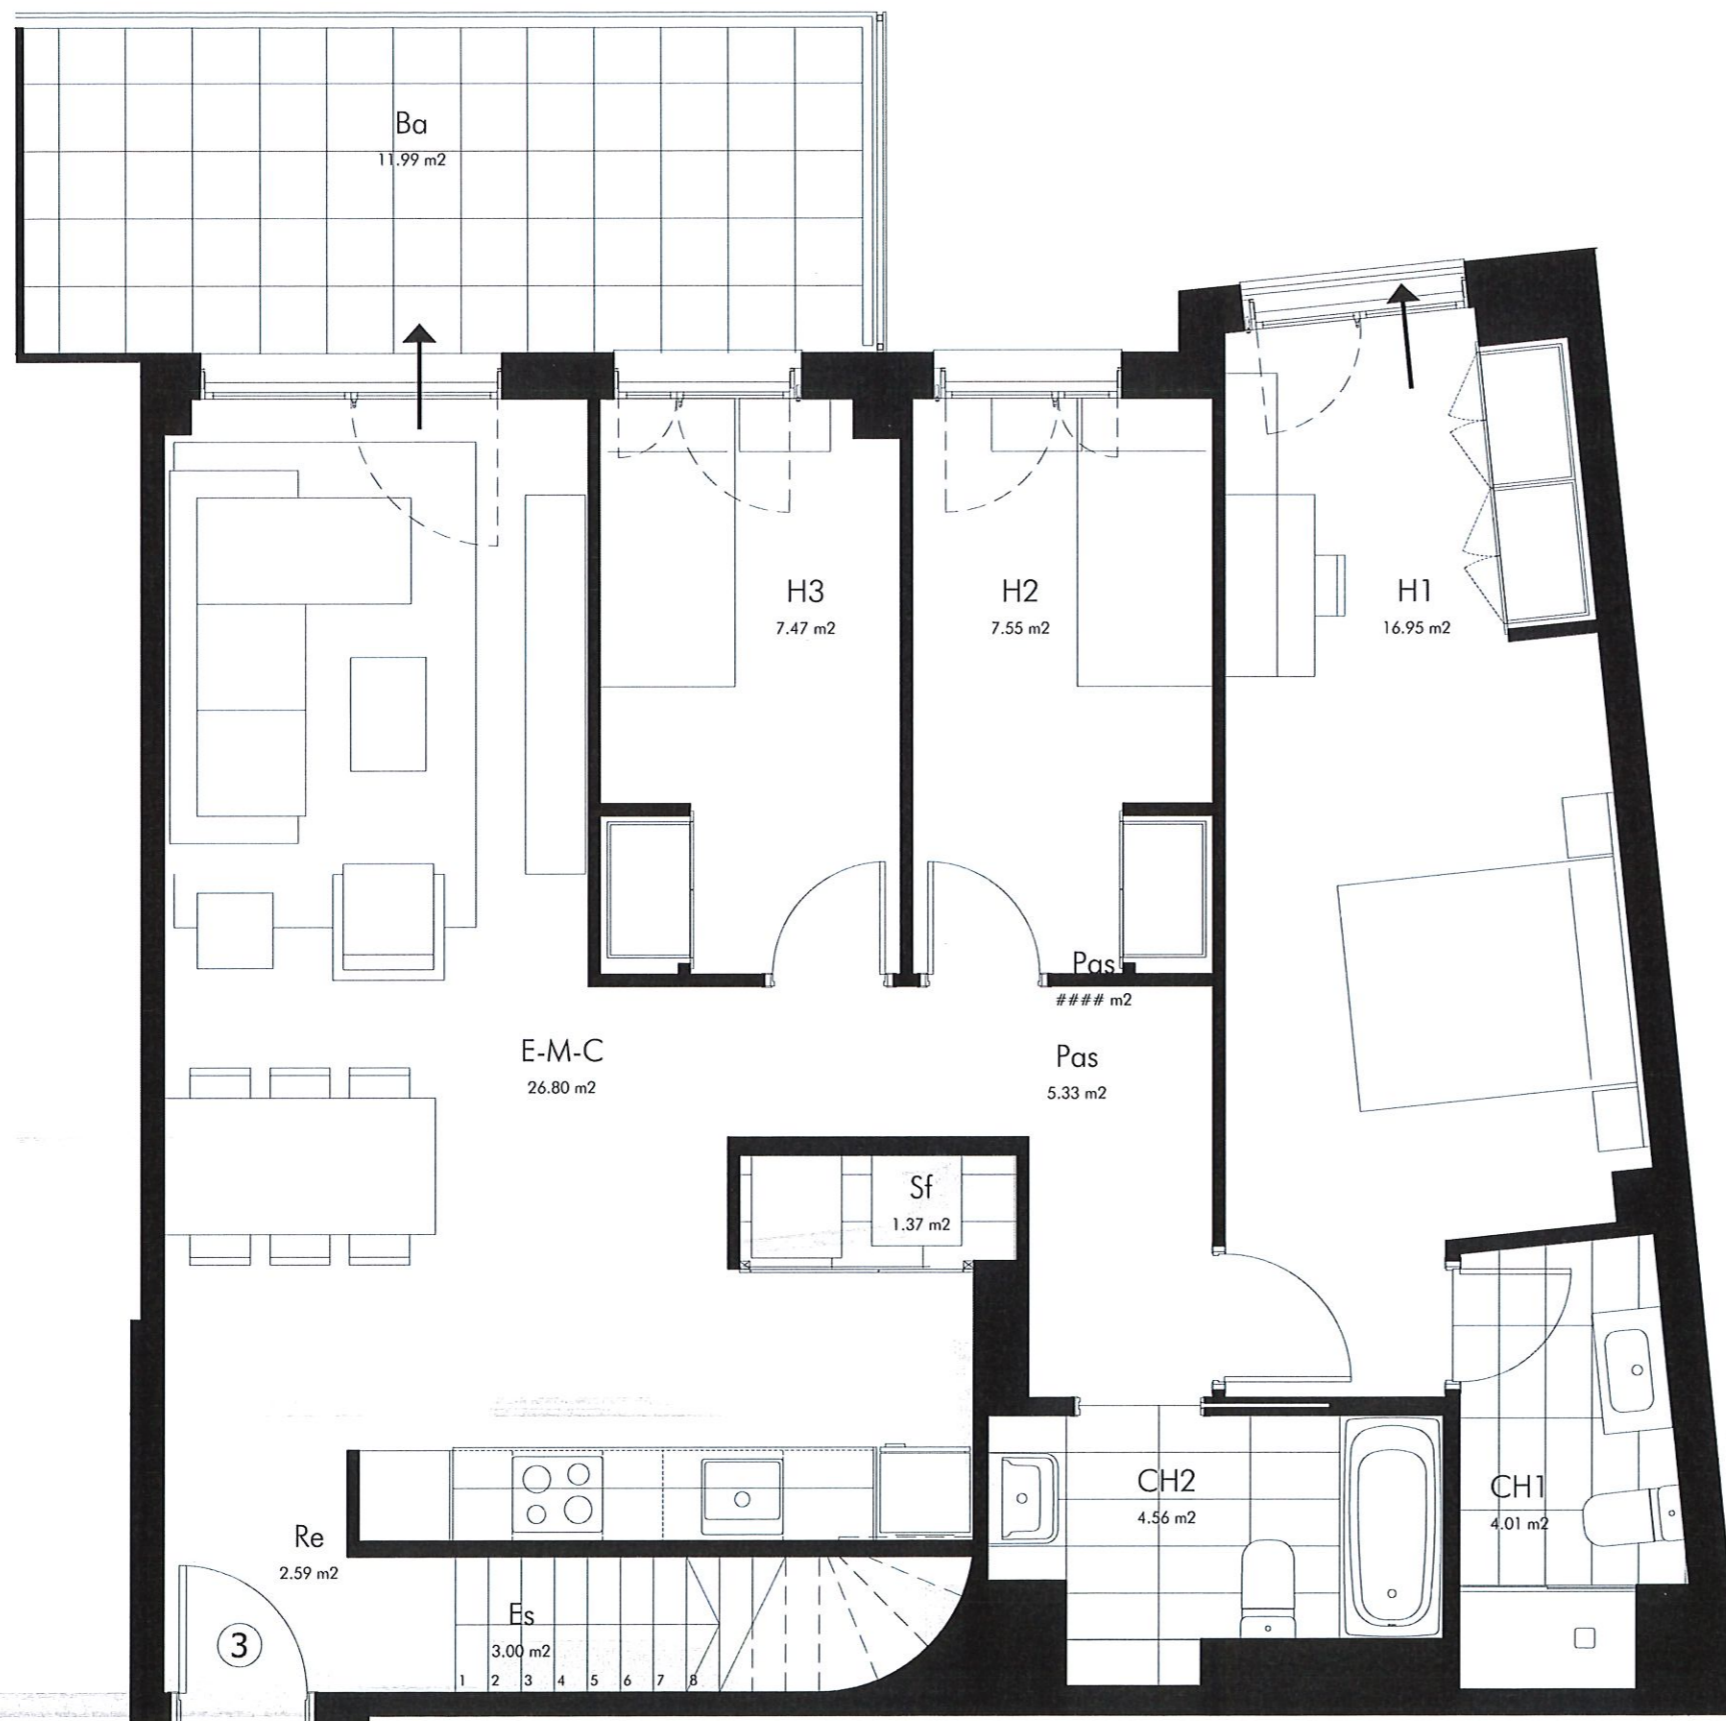 Ba
11.99 m2
H3
7.47 m2
H2
7.55 m2
H1
16.95 m2
Pas
#### m2
E-M-C
26.80 m2
Pas
5.33 m2
Sf
1.37 m2
CH2
4.56 m2
CH1
4.01 m2
Re
2.59 m2
Es
3.00 m2
3
1 2 3 4 5 6 7 8